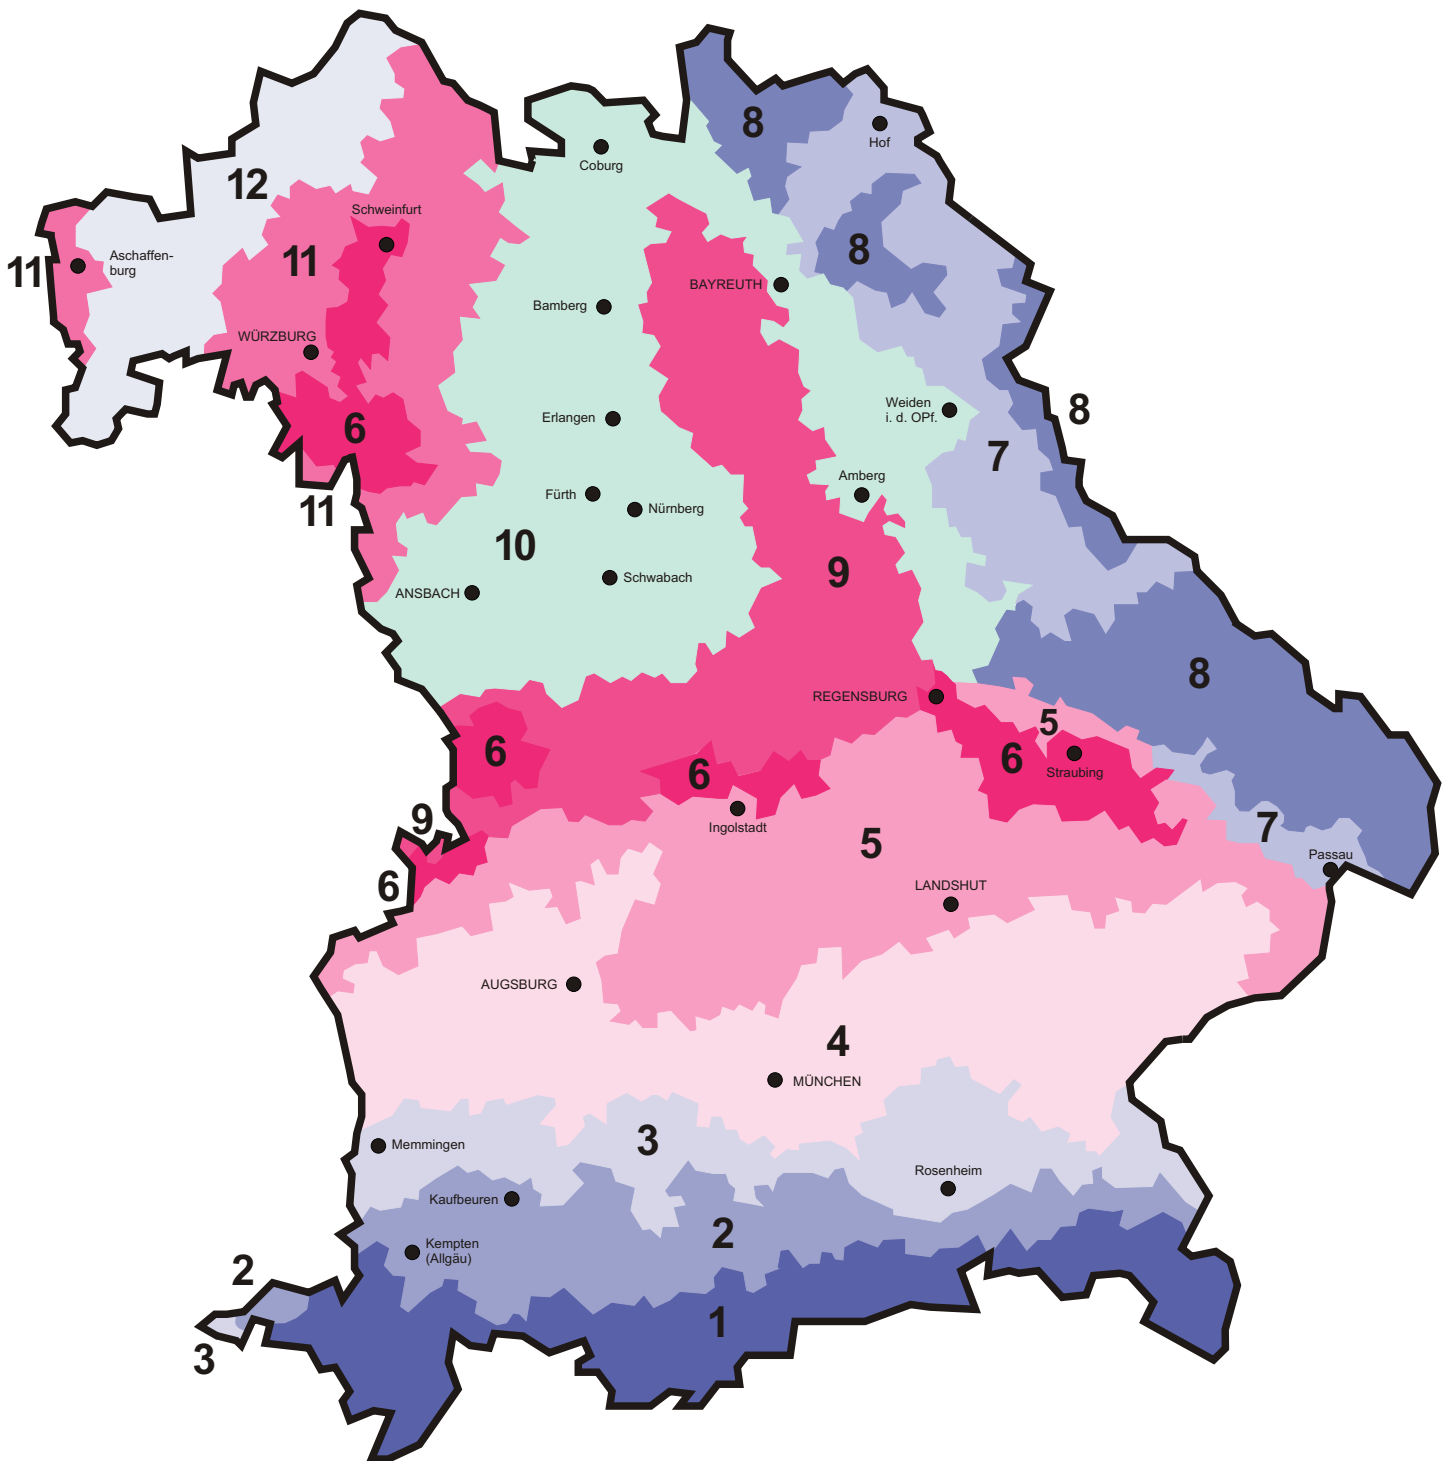 8
Hof
Coburg
12
Schweinfurt
11
11
Aschaffen-
burg
8
BAYREUTH
Bamberg
WÜRZBURG
6
Erlangen
Weiden
i. d. OPf.
8
7
Amberg
Fürth
Nürnberg
11
10
9
Schwabach
ANSBACH
8
REGENSBURG
5
6
6
6
Straubing
9
Ingolstadt
7
5
Passau
6
LANDSHUT
AUGSBURG
4
MÜNCHEN
3
Memmingen
Rosenheim
Kaufbeuren
2
Kempten
(Allgäu)
2
1
3